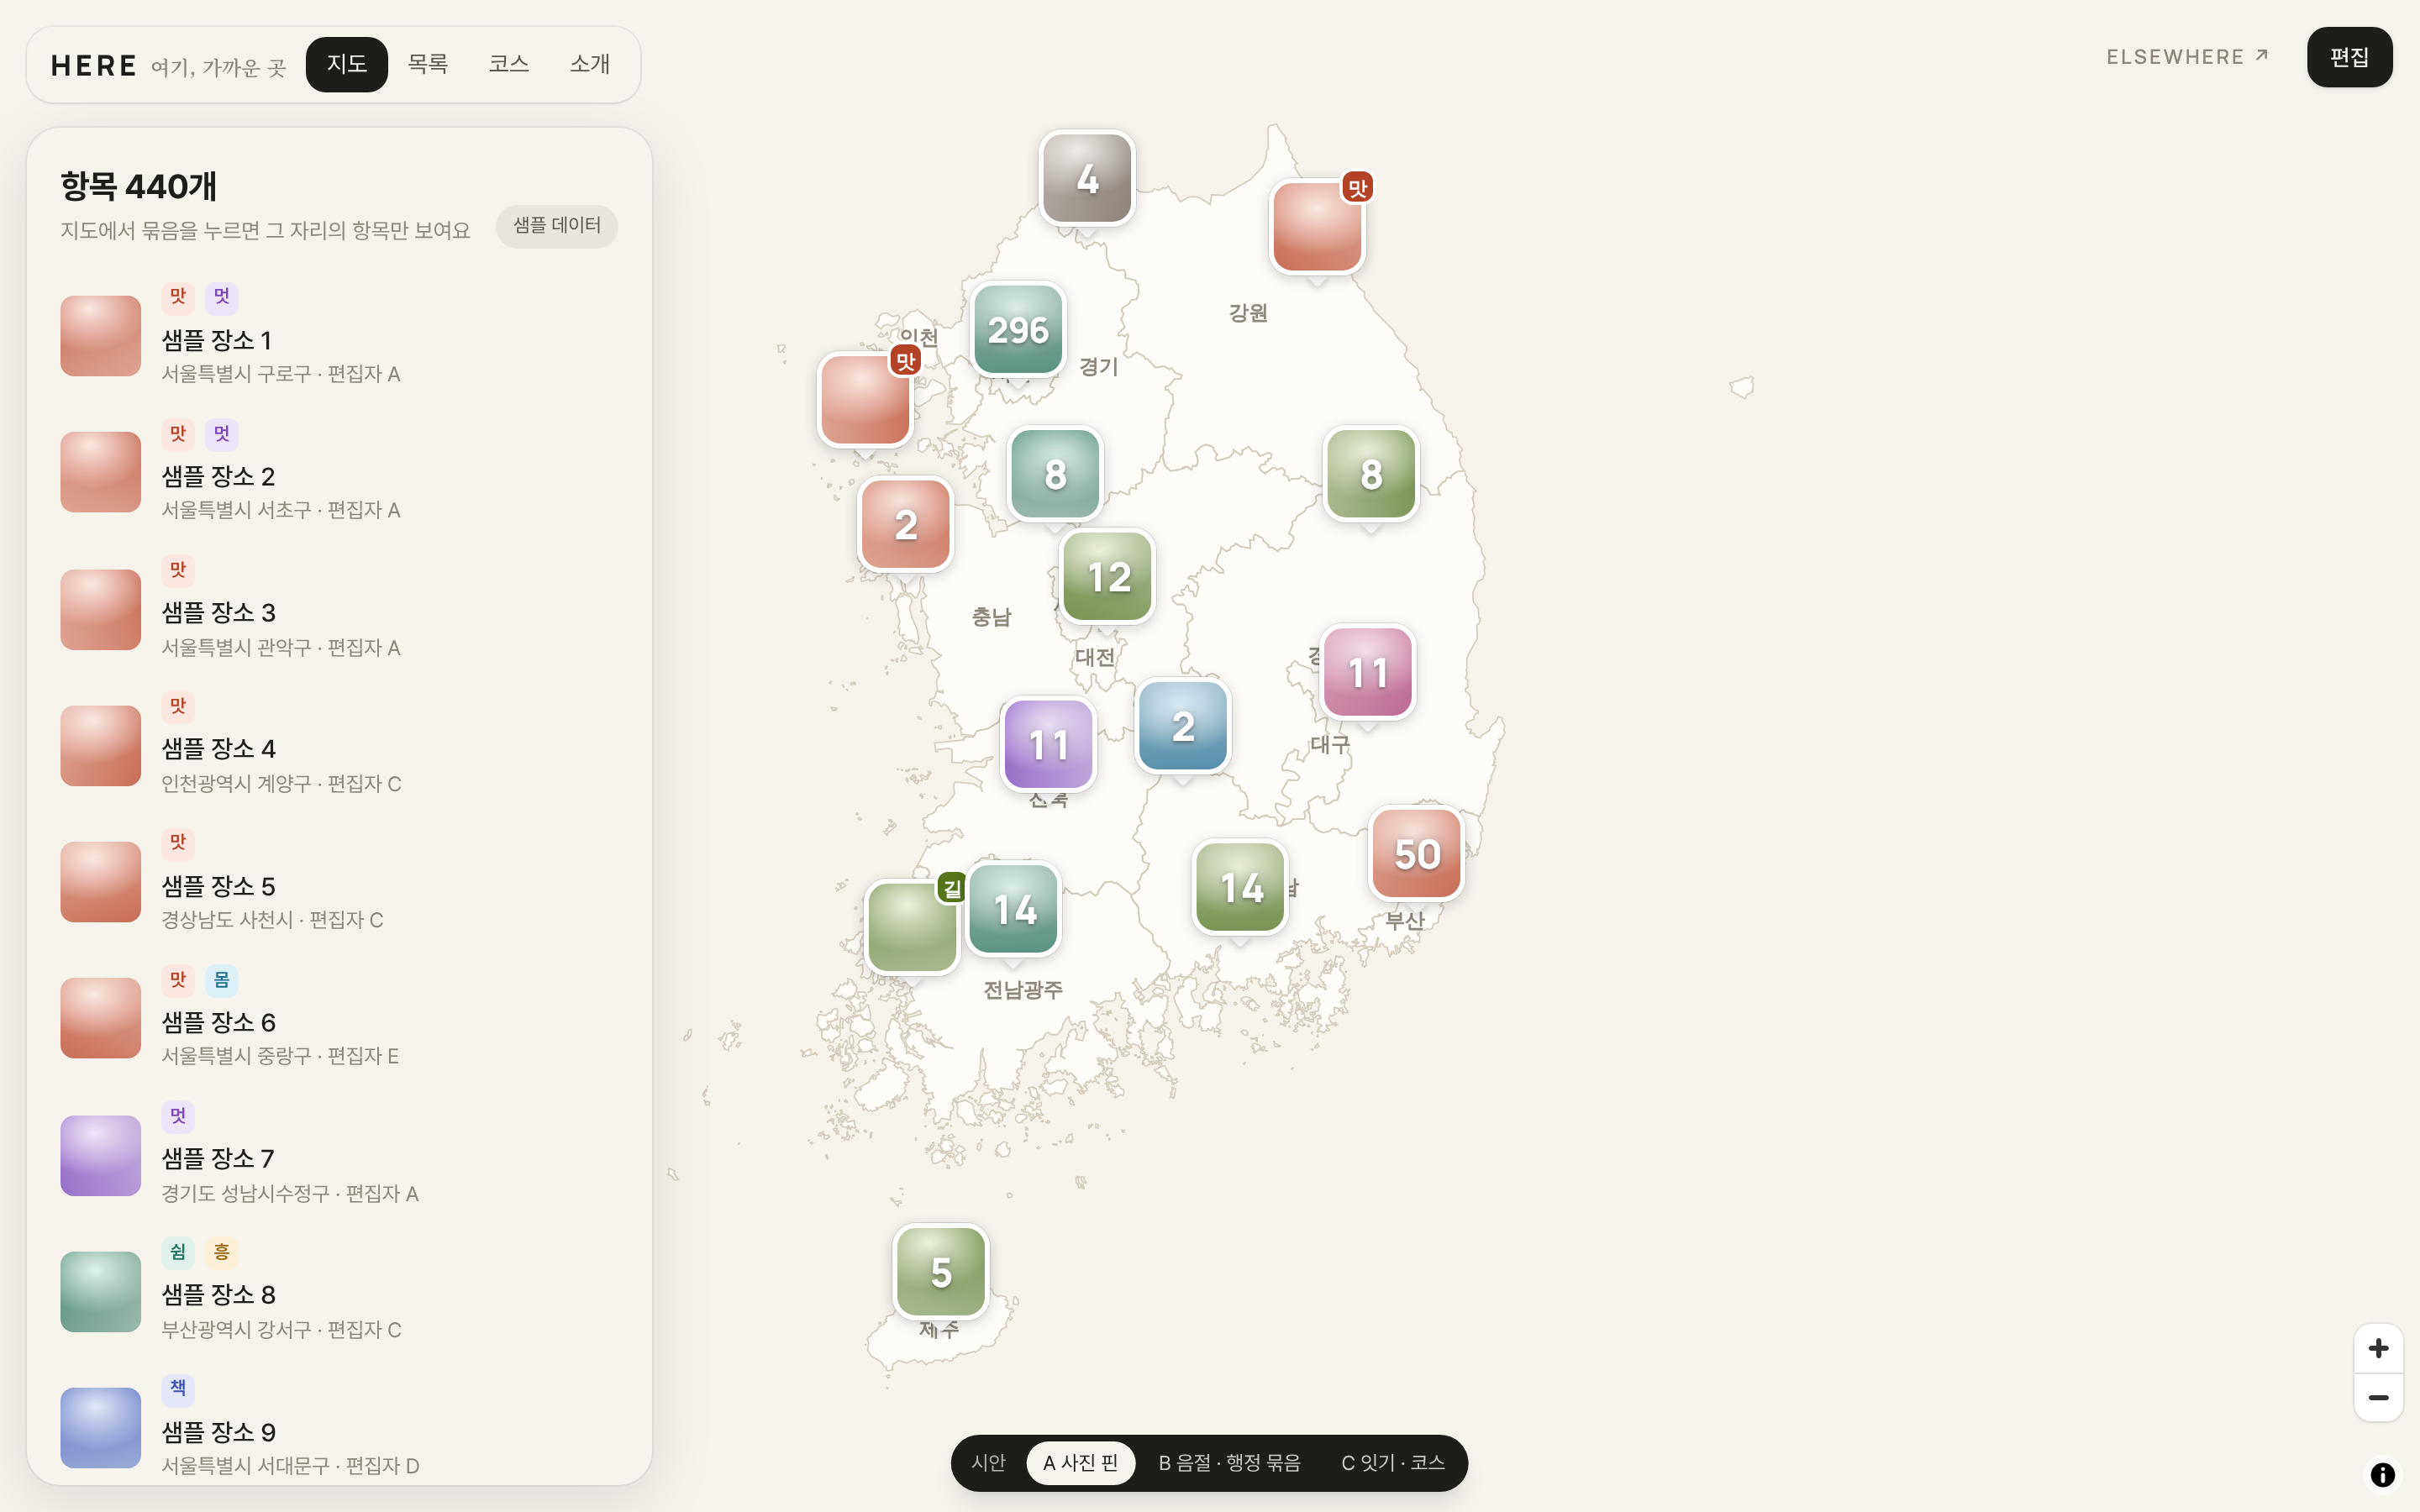 HERE 여기, 가까운 곳 지도 목록 코스 소개
ELSEWHERE ↗ 편집
항목 440개
지도에서 묶음을 누르면 그 자리의 항목만 보여요
샘플 데이터
맛 멋
샘플 장소 1
서울특별시 구로구 · 편집자 A
맛 멋
샘플 장소 2
서울특별시 서초구 · 편집자 A
맛
샘플 장소 3
서울특별시 관악구 · 편집자 A
맛
샘플 장소 4
인천광역시 계양구 · 편집자 C
맛
샘플 장소 5
경상남도 사천시 · 편집자 C
맛 몸
샘플 장소 6
서울특별시 중랑구 · 편집자 E
멋
샘플 장소 7
경기도 성남시수정구 · 편집자 A
쉼 흥
샘플 장소 8
부산광역시 강서구 · 편집자 C
책
샘플 장소 9
서울특별시 서대문구 · 편집자 D
4
맛
강원
296
인천
경기
맛
8
8
2
12
충남
대전
11
11
2
대구
전북
50
14
부산
길
14
전남광주
5
제주
시안 A 사진 핀 B 음절 · 행정 묶음 C 잇기 · 코스